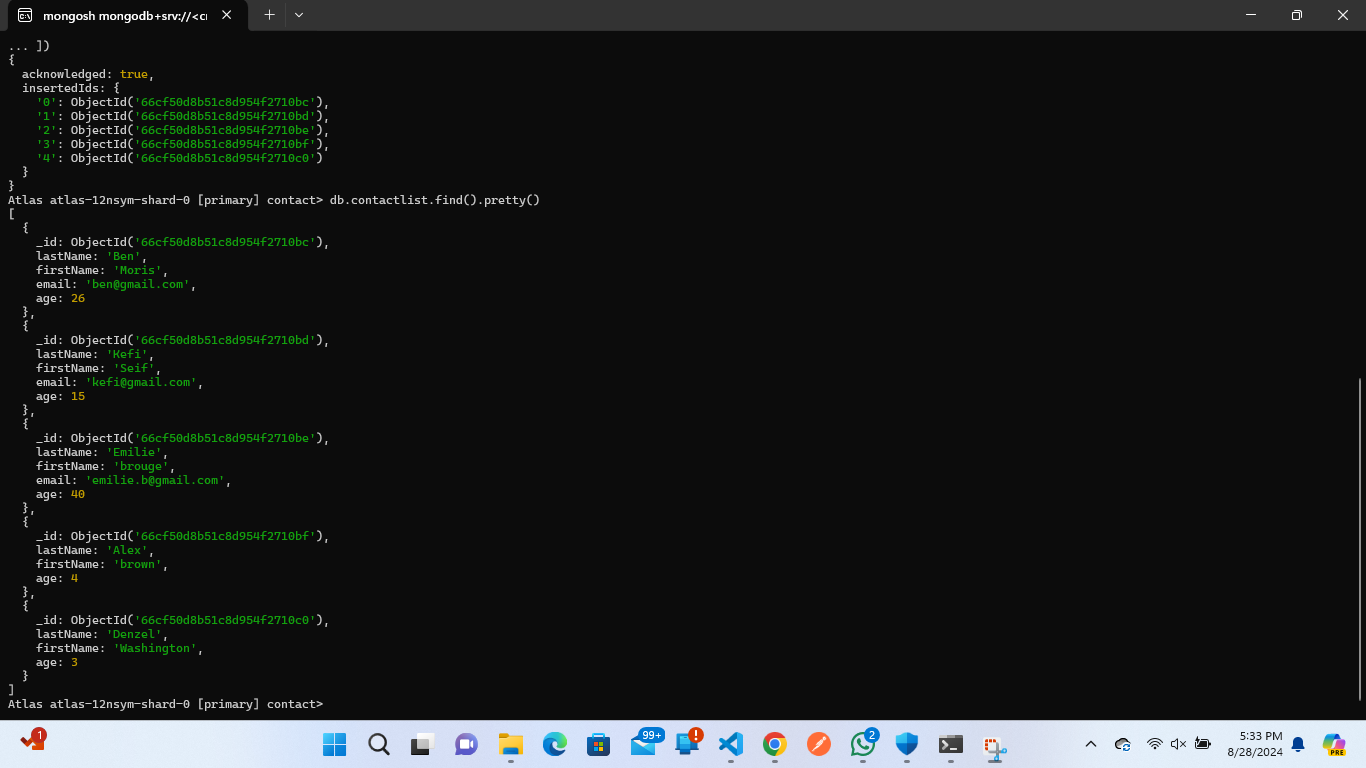 mongosh mongodb+srv://<cr
... ])
{
  acknowledged: true,
  insertedIds: {
    '0': ObjectId('66cf50d8b51c8d954f2710bc'),
    '1': ObjectId('66cf50d8b51c8d954f2710bd'),
    '2': ObjectId('66cf50d8b51c8d954f2710be'),
    '3': ObjectId('66cf50d8b51c8d954f2710bf'),
    '4': ObjectId('66cf50d8b51c8d954f2710c0')
  }
}
Atlas atlas-12nsym-shard-0 [primary] contact> db.contactlist.find().pretty()
[
  {
    _id: ObjectId('66cf50d8b51c8d954f2710bc'),
    lastName: 'Ben',
    firstName: 'Moris',
    email: 'ben@gmail.com',
    age: 26
  },
  {
    _id: ObjectId('66cf50d8b51c8d954f2710bd'),
    lastName: 'Kefi',
    firstName: 'Seif',
    email: 'kefi@gmail.com',
    age: 15
  },
  {
    _id: ObjectId('66cf50d8b51c8d954f2710be'),
    lastName: 'Emilie',
    firstName: 'brouge',
    email: 'emilie.b@gmail.com',
    age: 40
  },
  {
    _id: ObjectId('66cf50d8b51c8d954f2710bf'),
    lastName: 'Alex',
    firstName: 'brown',
    age: 4
  },
  {
    _id: ObjectId('66cf50d8b51c8d954f2710c0'),
    lastName: 'Denzel',
    firstName: 'Washington',
    age: 3
  }
]
Atlas atlas-12nsym-shard-0 [primary] contact>
1
99+
2
5:33 PM
8/28/2024
PRE